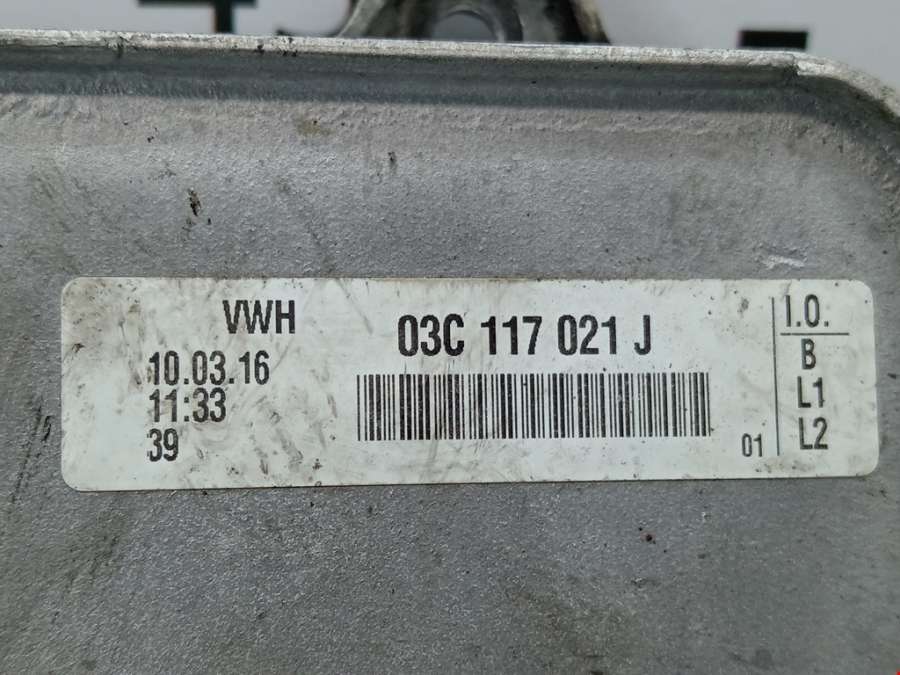 VWH
10.03.16
11:33
39
03C 117 021 J
01
I.O.
B
L1
L2